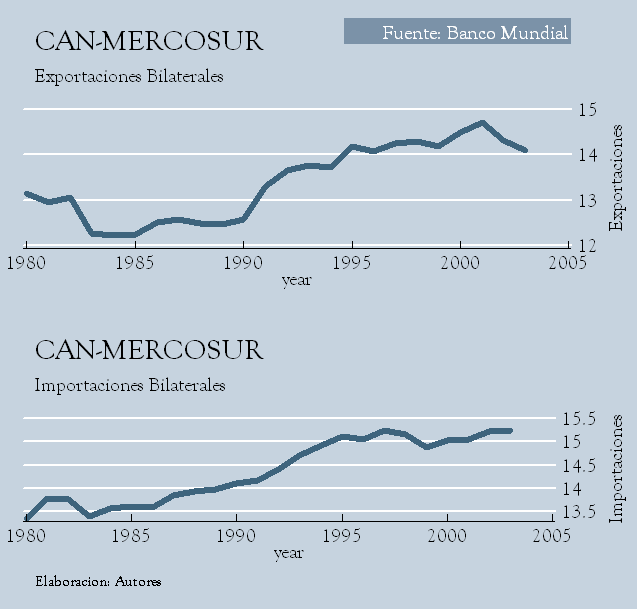 CAN-MERCOSUR
Fuente: Banco Mundial
Exportaciones Bilaterales
15
14
13
12
Exportaciones
1980 1985 1990 1995 2000 2005
year
CAN-MERCOSUR
Importaciones Bilaterales
15.5
15
14.5
14
13.5
Importaciones
1980 1985 1990 1995 2000 2005
year
Elaboracion: Autores